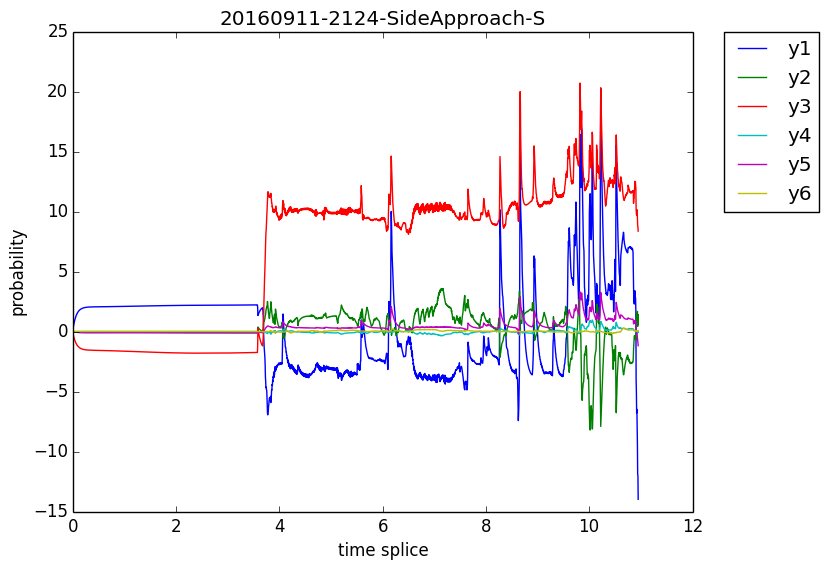 20160911-2124-SideApproach-S
25
20
15
10
5
0
−5
−10
−15
probability
0 2 4 6 8 10 12
time splice
y1
y2
y3
y4
y5
y6